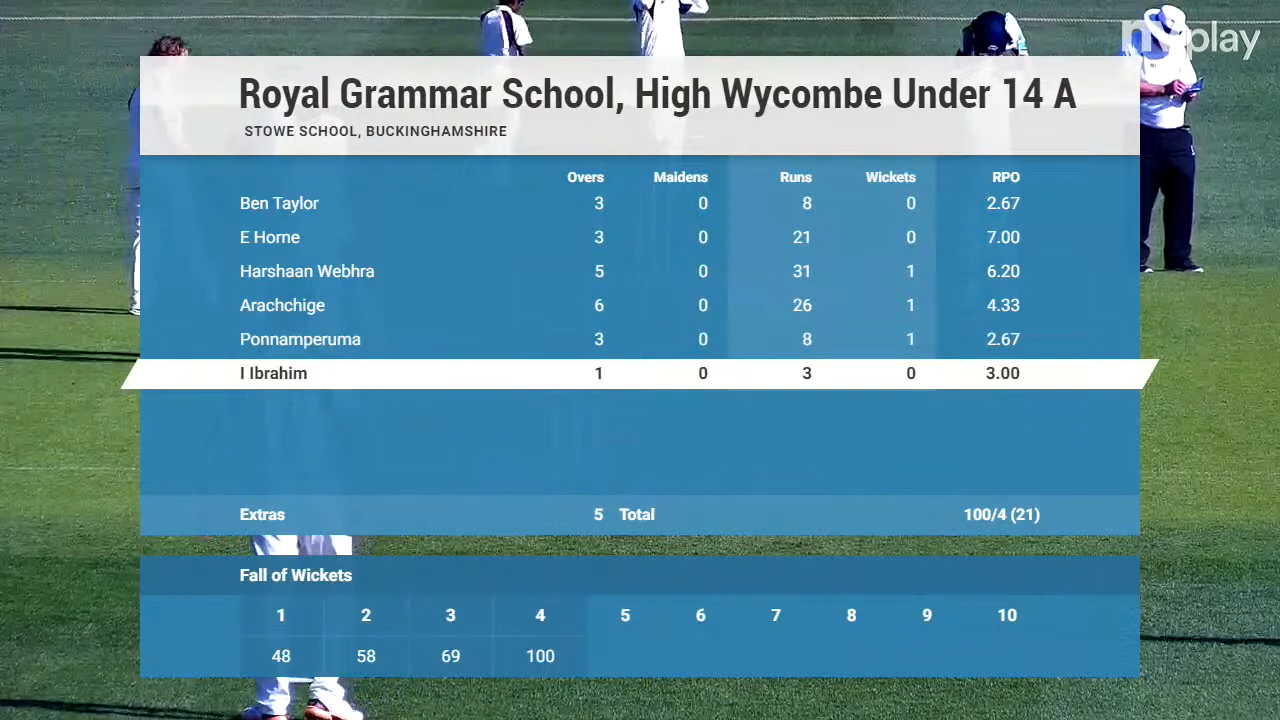 nvplay
Royal Grammar School, High Wycombe Under 14 A
STOWE SCHOOL, BUCKINGHAMSHIRE
Overs Maidens Runs Wickets RPO
Ben Taylor 3 0 8 0 2.67
E Horne 3 0 21 0 7.00
Harshaan Webhra 5 0 31 1 6.20
Arachchige 6 0 26 1 4.33
Ponnamperuma 3 0 8 1 2.67
I Ibrahim 1 0 3 0 3.00
Extras 5 Total 100/4 (21)
Fall of Wickets
1 2 3 4 5 6 7 8 9 10
48 58 69 100